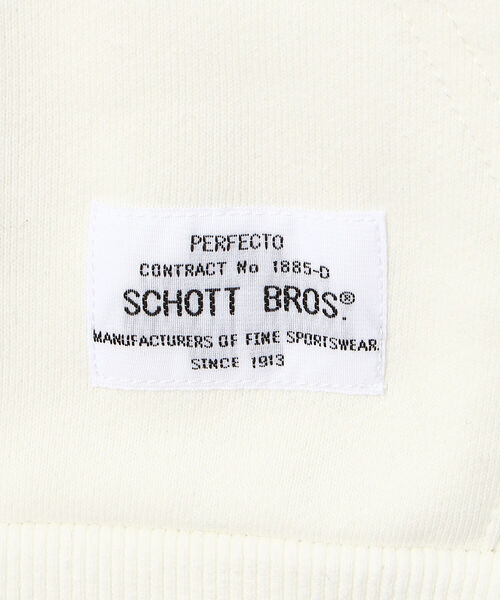 PERFECTO
CONTRACT No 1885-D
SCHOTT BROS.®
MANUFACTURERS OF FINE SPORTSWEAR.
SINCE 1913